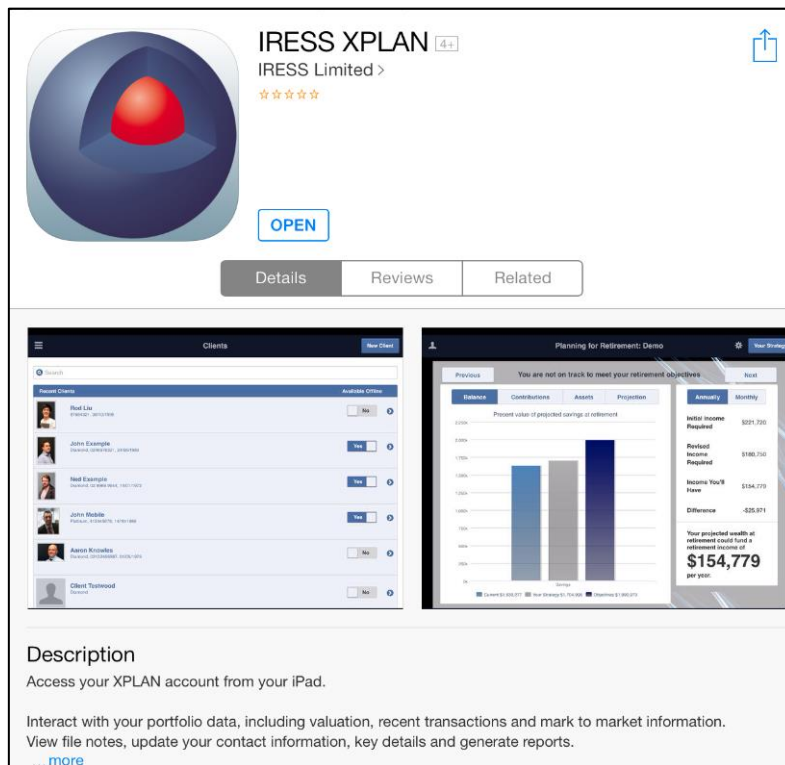 IRESS XPLAN 4+
IRESS Limited >
OPEN
Details Reviews Related
Clients New Client
Search
Recent Clients Available Offline
Rod Liu
No
John Example
Yes
Ned Example
Yes
John Mobile
Yes
Aaron Knowles
No
Client Testwood
No
Planning for Retirement: Demo
Previous You are not on track to meet your retirement objectives Next
Balance Contributions Assets Projection
Present value of projected savings at retirement
Savings
Annually Monthly
Initial Income
Required $221,720
Revised
Income
Required
Income You'll
Have $154,779
Difference -$25,971
Your projected
wealth at
retirement could fund a
retirement income of
$154,779
per year.
Description
Access your XPLAN account from your iPad.
Interact with your portfolio data, including valuation, recent transactions and mark to market information.
View file notes, update your contact information, key details and generate reports.
... more